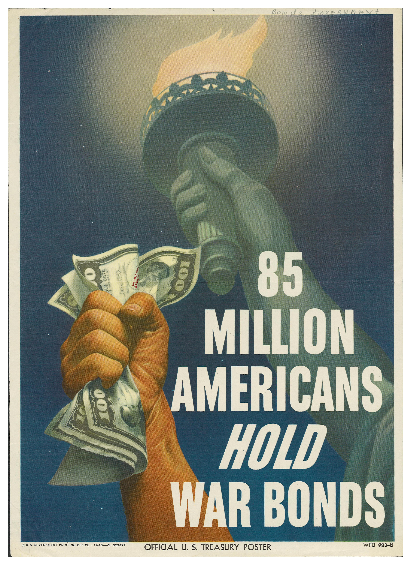 85
MILLION
AMERICANS
HOLD
WAR BONDS
OFFICIAL U. S. TREASURY POSTER